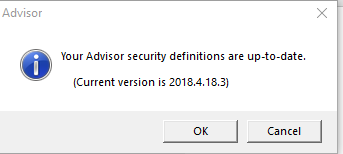 Advisor
Your Advisor security definitions are up-to-date.
(Current version is 2018.4.18.3)
OK
Cancel